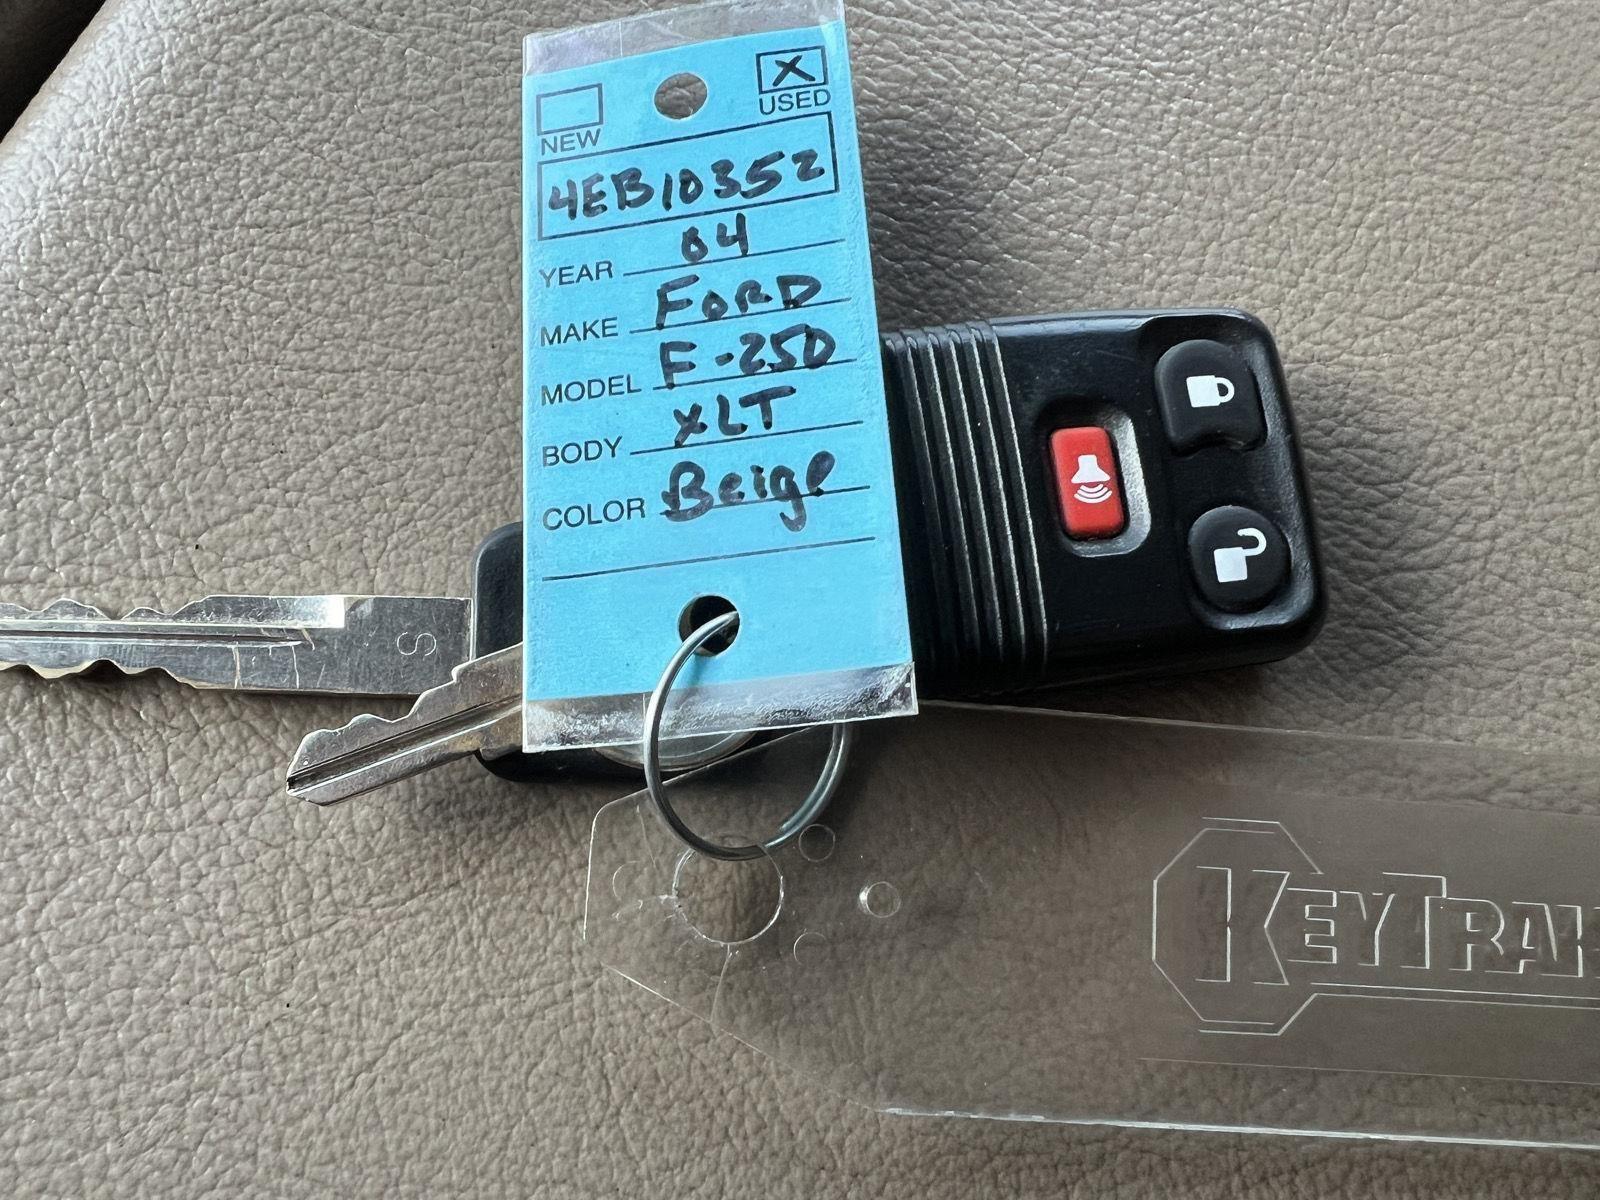 X
NEW USED
4EB10352
YEAR 04
MAKE FORD
MODEL F-250
BODY XLT
COLOR Beige
S
KEYTRAK